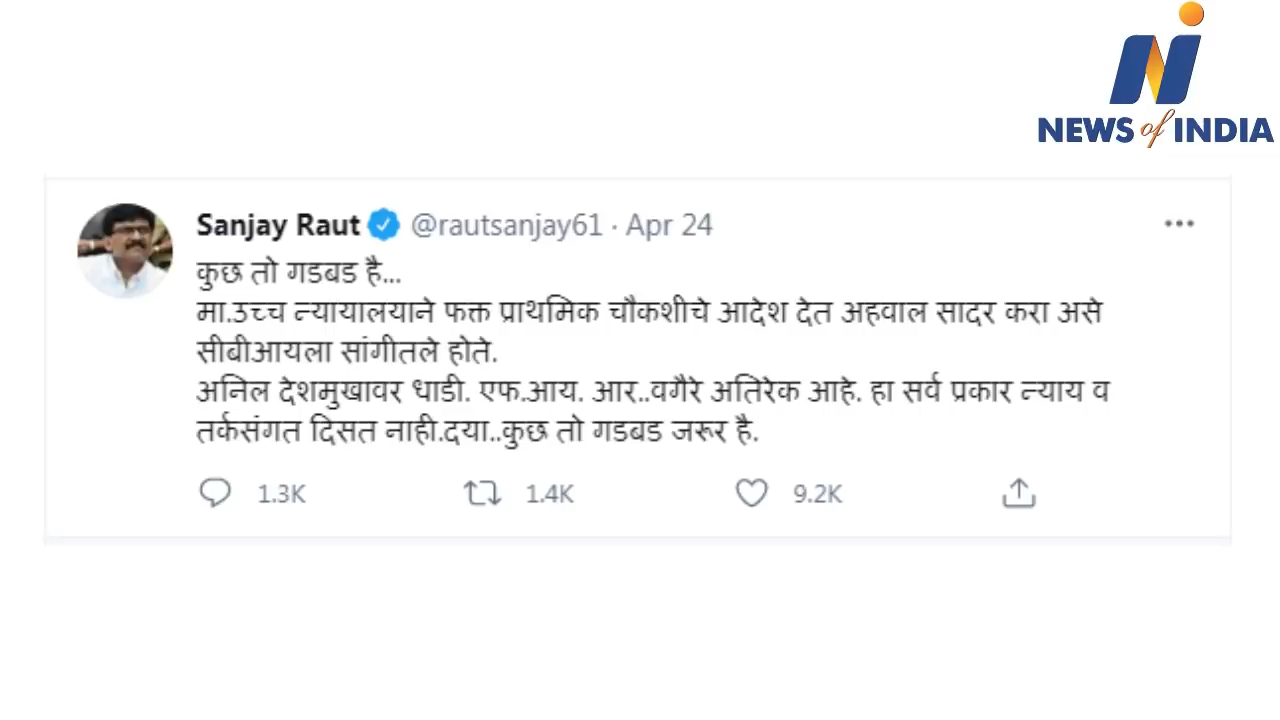 NEWS of INDIA
Sanjay Raut @rautsanjay61 · Apr 24
कुछ तो गडबड है...
मा.उच्च न्यायालयाने फक्त प्राथमिक चौकशीचे आदेश देत अहवाल सादर करा असे
सीबीआयला सांगीतले होते.
अनिल देशमुखावर धाडी. एफ.आय. आर..वगैरे अतिरेक आहे. हा सर्व प्रकार न्याय व
तर्कसंगत दिसत नाही.दया..कुछ तो गडबड जरूर है.
1.3K 1.4K 9.2K